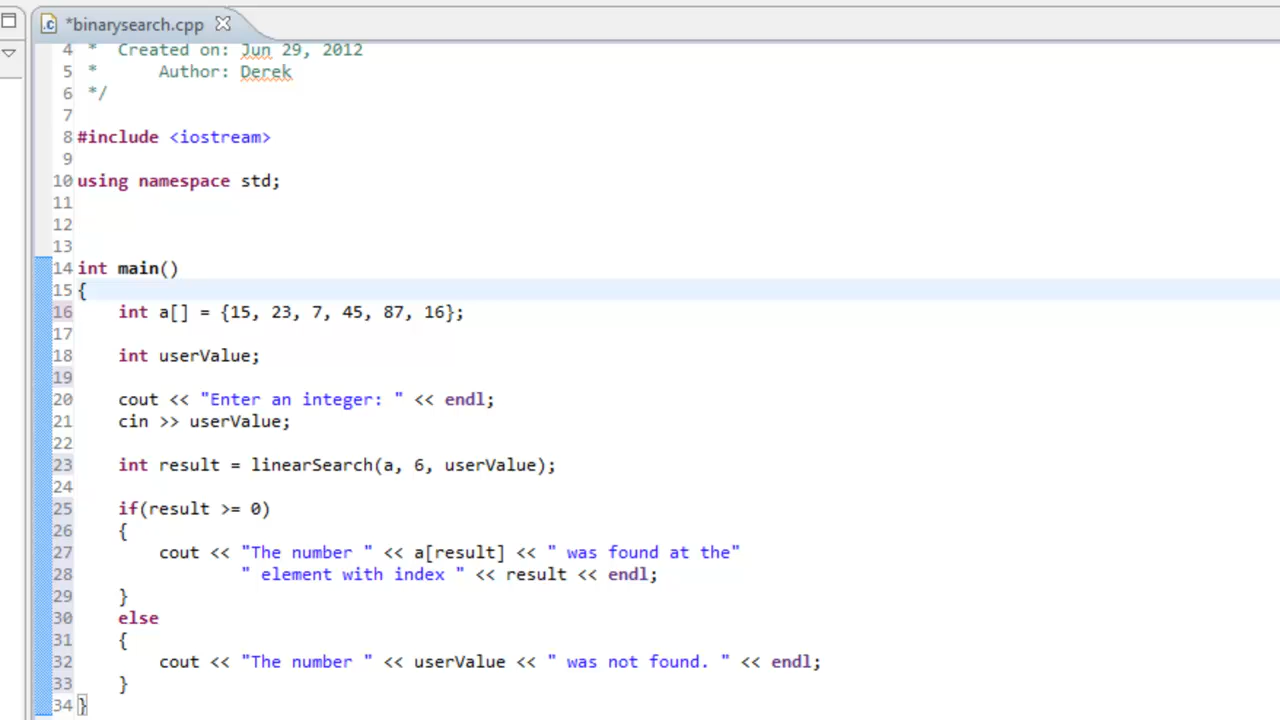 *binarysearch.cpp
4 * Created on: Jun 29, 2012
5 * Author: Derek
6 */
7
8 #include <iostream>
9
10 using namespace std;
11
12
13
14 int main()
15 {
16 int a[] = {15, 23, 7, 45, 87, 16};
17
18 int userValue;
19
20 cout << "Enter an integer: " << endl;
21 cin >> userValue;
22
23 int result = linearSearch(a, 6, userValue);
24
25 if(result >= 0)
26 {
27 cout << "The number " << a[result] << " was found at the"
28 " element with index " << result << endl;
29 }
30 else
31 {
32 cout << "The number " << userValue << " was not found. " << endl;
33 }
34 }